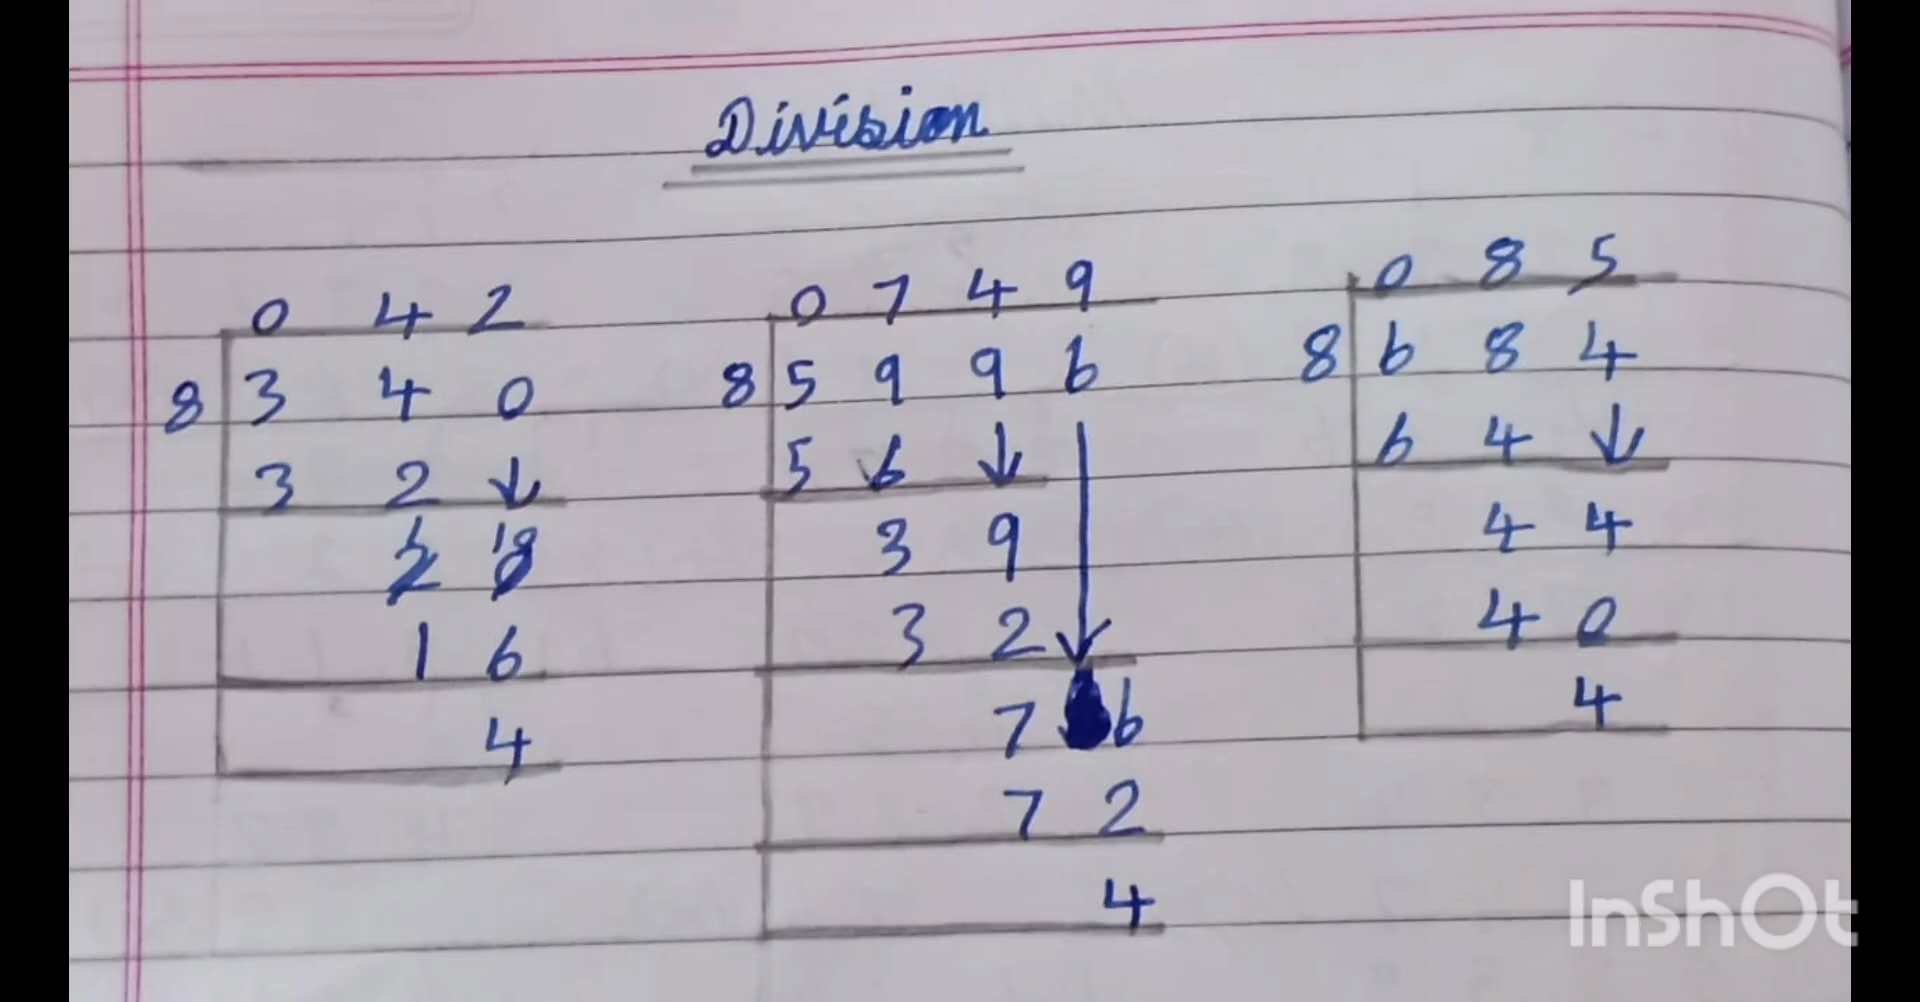 Division
0 4 2
8 3 4 0
3 2 ↓
2 0
1 6
4
0 7 4 9
8 5 9 9 6
5 6 ↓
3 9
3 2
7 6
7 2
4
0 8 5
8 6 8 4
6 4 ↓
4 4
4 0
4
InShOt